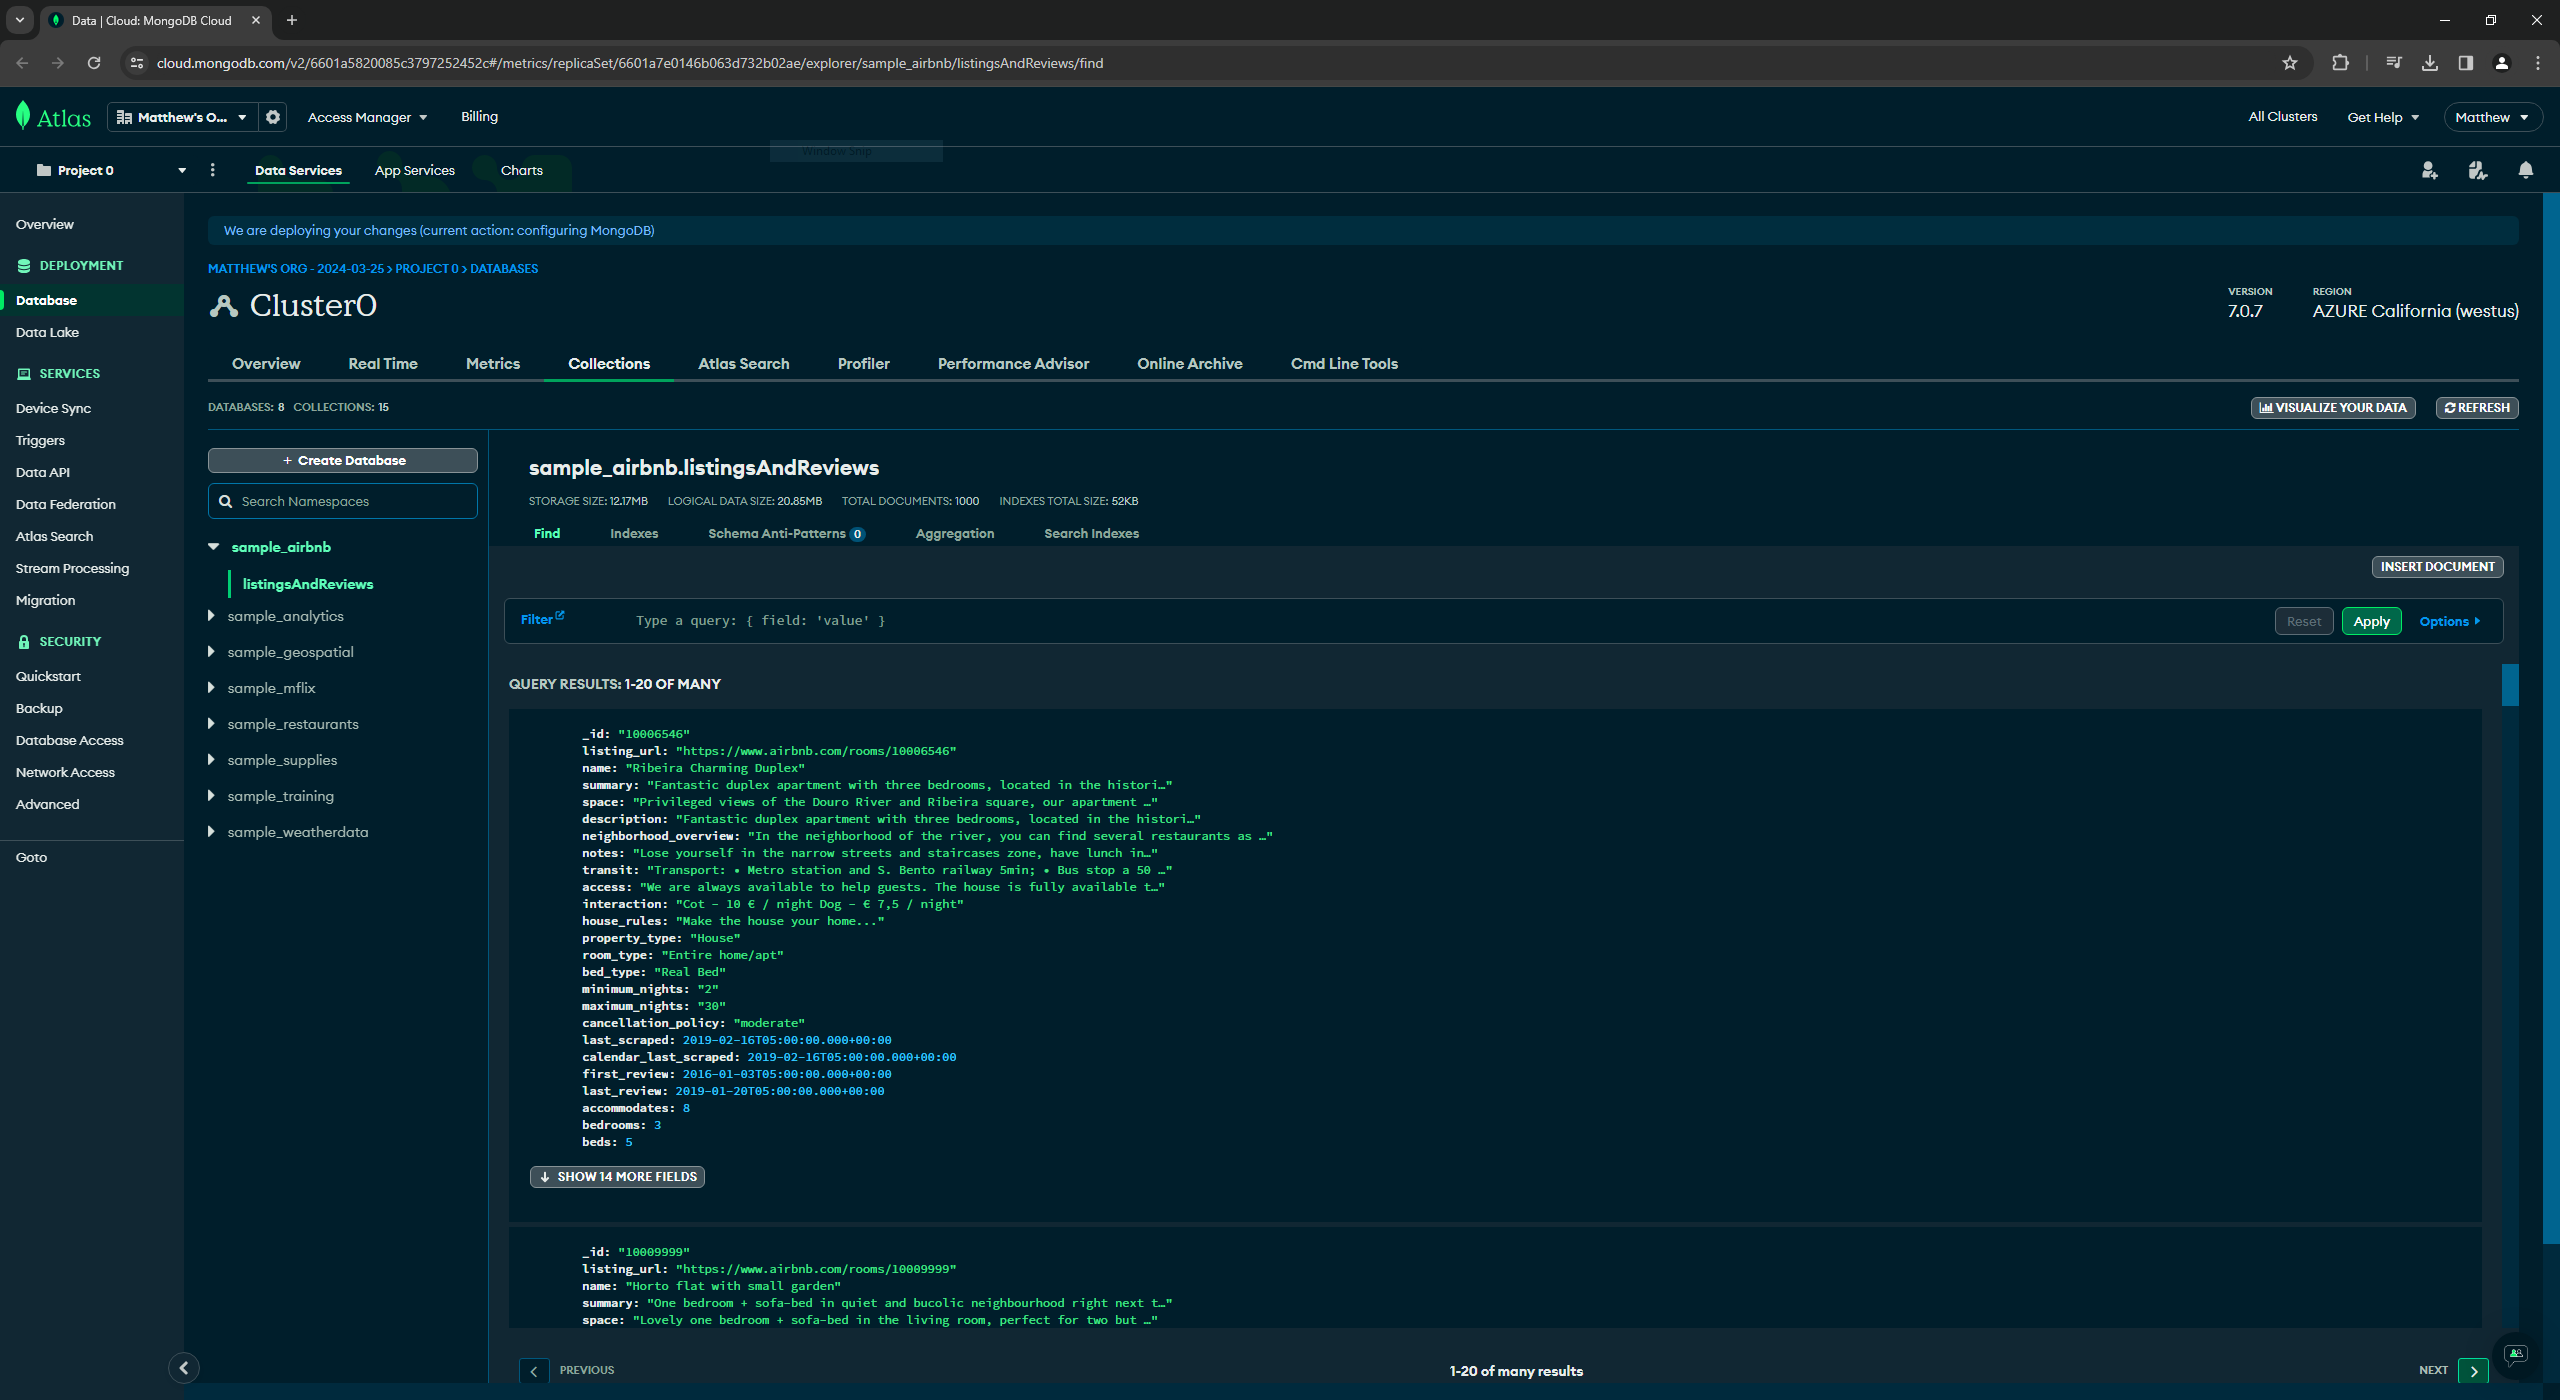 Data | Cloud: MongoDB Cloud
cloud.mongodb.com/v2/6601a5820085c3797252452c#/metrics/replicaSet/6601a7e0146b063d732b02ae/explorer/sample_airbnb/listingsAndReviews/find
Atlas
Matthew's O...
Access Manager
Billing
All Clusters
Get Help
Matthew
Window Snip
Project 0
Data Services
App Services
Charts
Overview
DEPLOYMENT
Database
Data Lake
SERVICES
Device Sync
Triggers
Data API
Data Federation
Atlas Search
Stream Processing
Migration
SECURITY
Quickstart
Backup
Database Access
Network Access
Advanced
Goto
We are deploying your changes (current action: configuring MongoDB)
MATTHEW'S ORG - 2024-03-25 > PROJECT 0 > DATABASES
Cluster0
VERSION
7.0.7
REGION
AZURE California (westus)
Overview
Real Time
Metrics
Collections
Atlas Search
Profiler
Performance Advisor
Online Archive
Cmd Line Tools
DATABASES: 8 COLLECTIONS: 15
VISUALIZE YOUR DATA
REFRESH
+ Create Database
Search Namespaces
sample_airbnb
listingsAndReviews
sample_analytics
sample_geospatial
sample_mflix
sample_restaurants
sample_supplies
sample_training
sample_weatherdata
sample_airbnb.listingsAndReviews
STORAGE SIZE: 12.17MB LOGICAL DATA SIZE: 20.85MB TOTAL DOCUMENTS: 1000 INDEXES TOTAL SIZE: 52KB
Find
Indexes
Schema Anti-Patterns 0
Aggregation
Search Indexes
INSERT DOCUMENT
Filter
Type a query: { field: 'value' }
Reset
Apply
Options
QUERY RESULTS: 1-20 OF MANY
_id: "10006546"
listing_url: "https://www.airbnb.com/rooms/10006546"
name: "Ribeira Charming Duplex"
summary: "Fantastic duplex apartment with three bedrooms, located in the histori…"
space: "Privileged views of the Douro River and Ribeira square, our apartment …"
description: "Fantastic duplex apartment with three bedrooms, located in the histori…"
neighborhood_overview: "In the neighborhood of the river, you can find several restaurants as …"
notes: "Lose yourself in the narrow streets and staircases zone, have lunch in…"
transit: "Transport: • Metro station and S. Bento railway 5min; • Bus stop a 50 …"
access: "We are always available to help guests. The house is fully available t…"
interaction: "Cot - 10 € / night Dog - € 7,5 / night"
house_rules: "Make the house your home..."
property_type: "House"
room_type: "Entire home/apt"
bed_type: "Real Bed"
minimum_nights: "2"
maximum_nights: "30"
cancellation_policy: "moderate"
last_scraped: 2019-02-16T05:00:00.000+00:00
calendar_last_scraped: 2019-02-16T05:00:00.000+00:00
first_review: 2016-01-03T05:00:00.000+00:00
last_review: 2019-01-20T05:00:00.000+00:00
accommodates: 8
bedrooms: 3
beds: 5
SHOW 14 MORE FIELDS
_id: "10009999"
listing_url: "https://www.airbnb.com/rooms/10009999"
name: "Horto flat with small garden"
summary: "One bedroom + sofa-bed in quiet and bucolic neighbourhood right next t…"
space: "Lovely one bedroom + sofa-bed in the living room, perfect for two but …"
PREVIOUS
1-20 of many results
NEXT